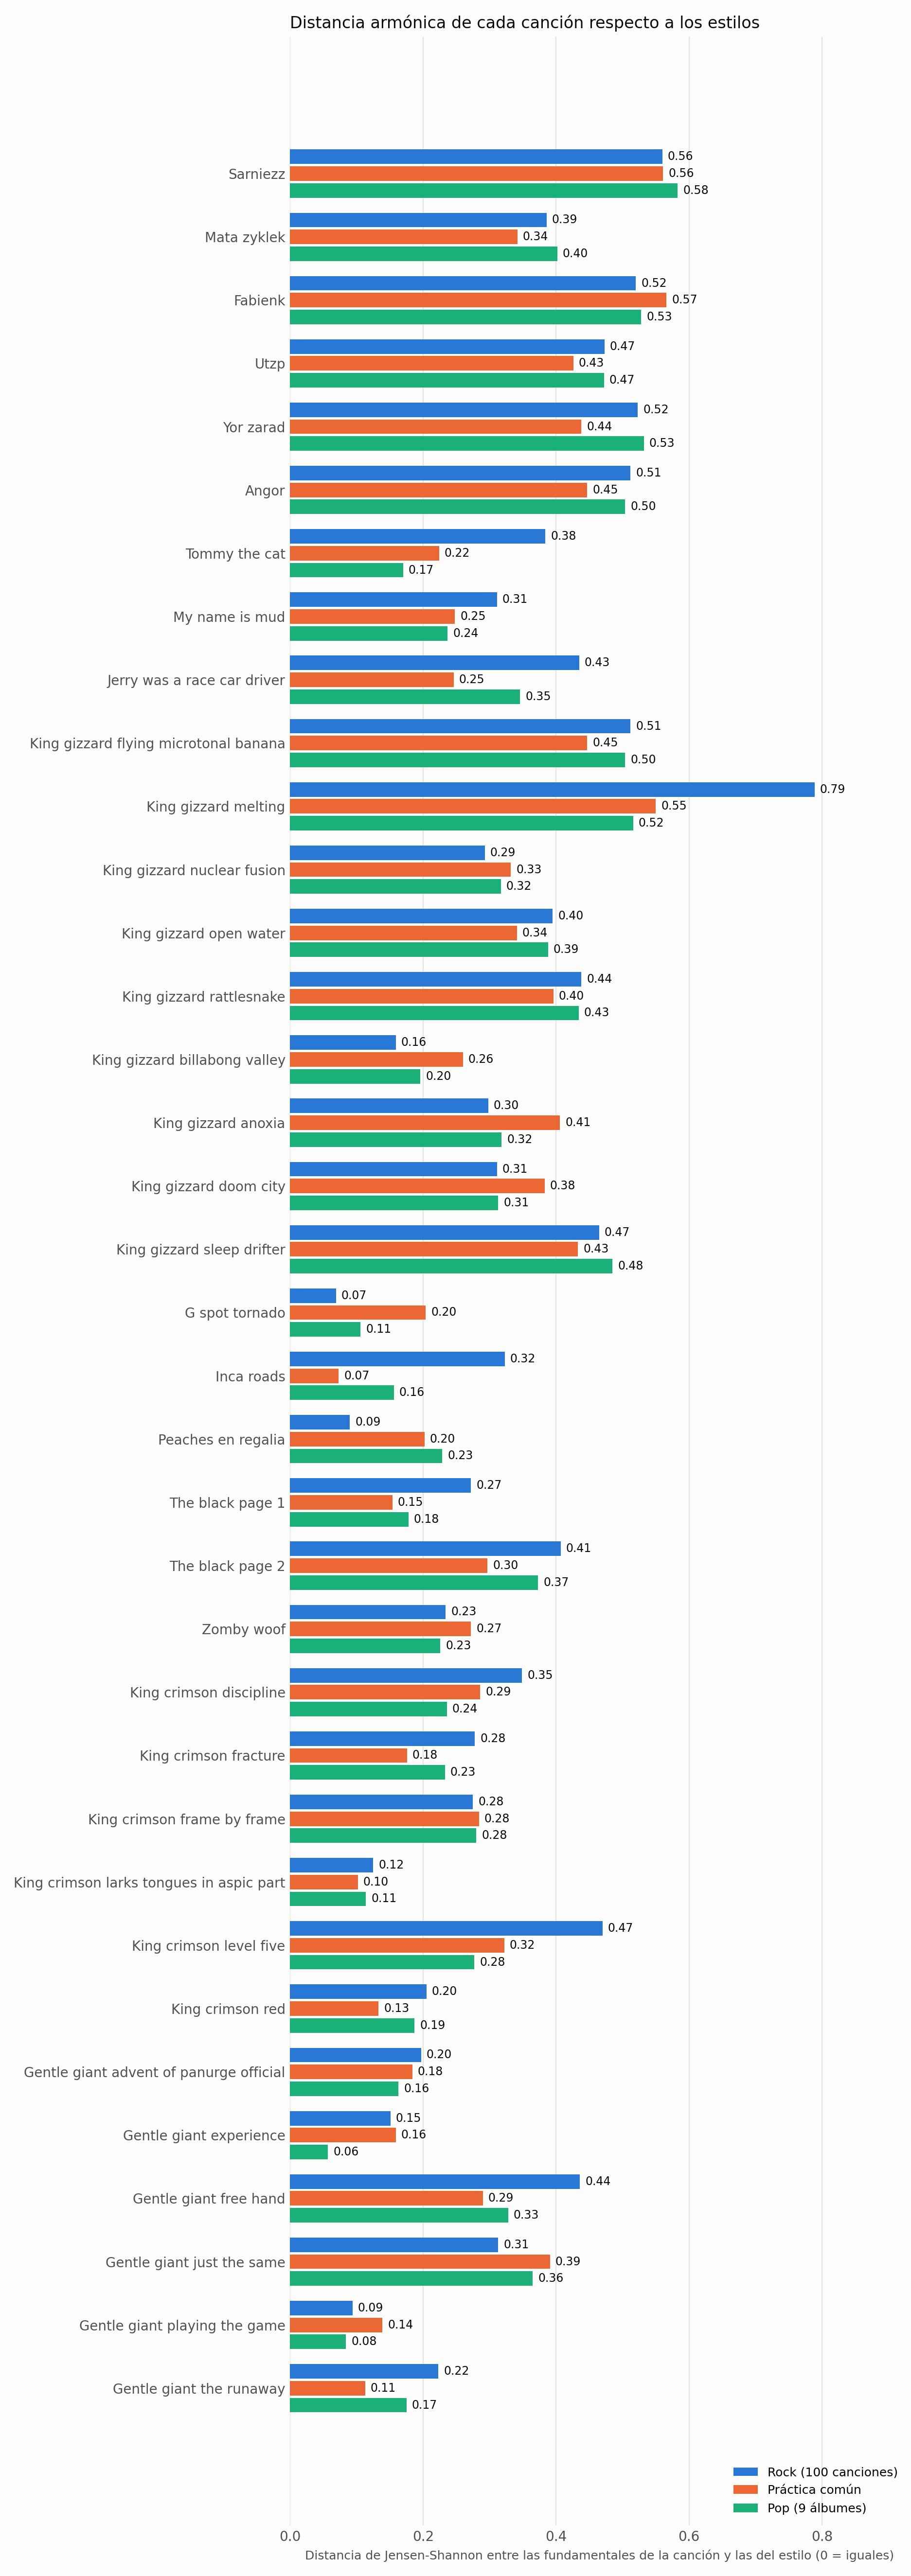 Distancia armónica de cada canción respecto a los estilos
Sarniezz
0.56
0.56
0.58
Mata zyklek
0.39
0.34
0.40
Fabienk
0.52
0.57
0.53
Utzp
0.47
0.43
0.47
Yor zarad
0.52
0.44
0.53
Angor
0.51
0.45
0.50
Tommy the cat
0.38
0.22
0.17
My name is mud
0.31
0.25
0.24
Jerry was a race car driver
0.43
0.25
0.35
King gizzard flying microtonal banana
0.51
0.45
0.50
King gizzard melting
0.79
0.55
0.52
King gizzard nuclear fusion
0.29
0.33
0.32
King gizzard open water
0.40
0.34
0.39
King gizzard rattlesnake
0.44
0.40
0.43
King gizzard billabong valley
0.16
0.26
0.20
King gizzard anoxia
0.30
0.41
0.32
King gizzard doom city
0.31
0.38
0.31
King gizzard sleep drifter
0.47
0.43
0.48
G spot tornado
0.07
0.20
0.11
Inca roads
0.32
0.07
0.16
Peaches en regalia
0.09
0.20
0.23
The black page 1
0.27
0.15
0.18
The black page 2
0.41
0.30
0.37
Zomby woof
0.23
0.27
0.23
King crimson discipline
0.35
0.29
0.24
King crimson fracture
0.28
0.18
0.23
King crimson frame by frame
0.28
0.28
0.28
King crimson larks tongues in aspic part
0.12
0.10
0.11
King crimson level five
0.47
0.32
0.28
King crimson red
0.20
0.13
0.19
Gentle giant advent of panurge official
0.20
0.18
0.16
Gentle giant experience
0.15
0.16
0.06
Gentle giant free hand
0.44
0.29
0.33
Gentle giant just the same
0.31
0.39
0.36
Gentle giant playing the game
0.09
0.14
0.08
Gentle giant the runaway
0.22
0.11
0.17
Rock (100 canciones)
Práctica común
Pop (9 álbumes)
0.0 0.2 0.4 0.6 0.8
Distancia de Jensen-Shannon entre las fundamentales de la canción y las del estilo (0 = iguales)